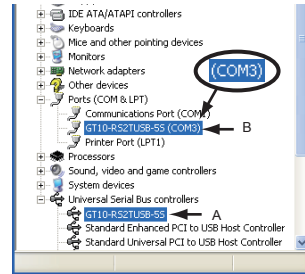 IDE ATA/ATAPI controllers
Keyboards
Mice and other pointing devices
Monitors
Network adapters
(COM3)
Other devices
Ports (COM & LPT)
Communications Port (COM
GT10-RS2TUSB-5S (COM3)
B
Printer Port (LPT1)
Processors
Sound, video and game controllers
System devices
Universal Serial Bus controllers
GT10-RS2TUSB-5S
A
Standard Enhanced PCI to USB Host Controller
Standard Universal PCI to USB Host Controller